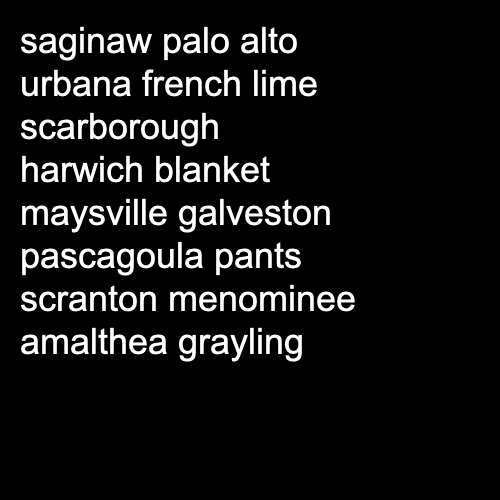 saginaw palo alto
urbana french lime
scarborough
harwich blanket
maysville galveston
pascagoula pants
scranton menominee
amalthea grayling